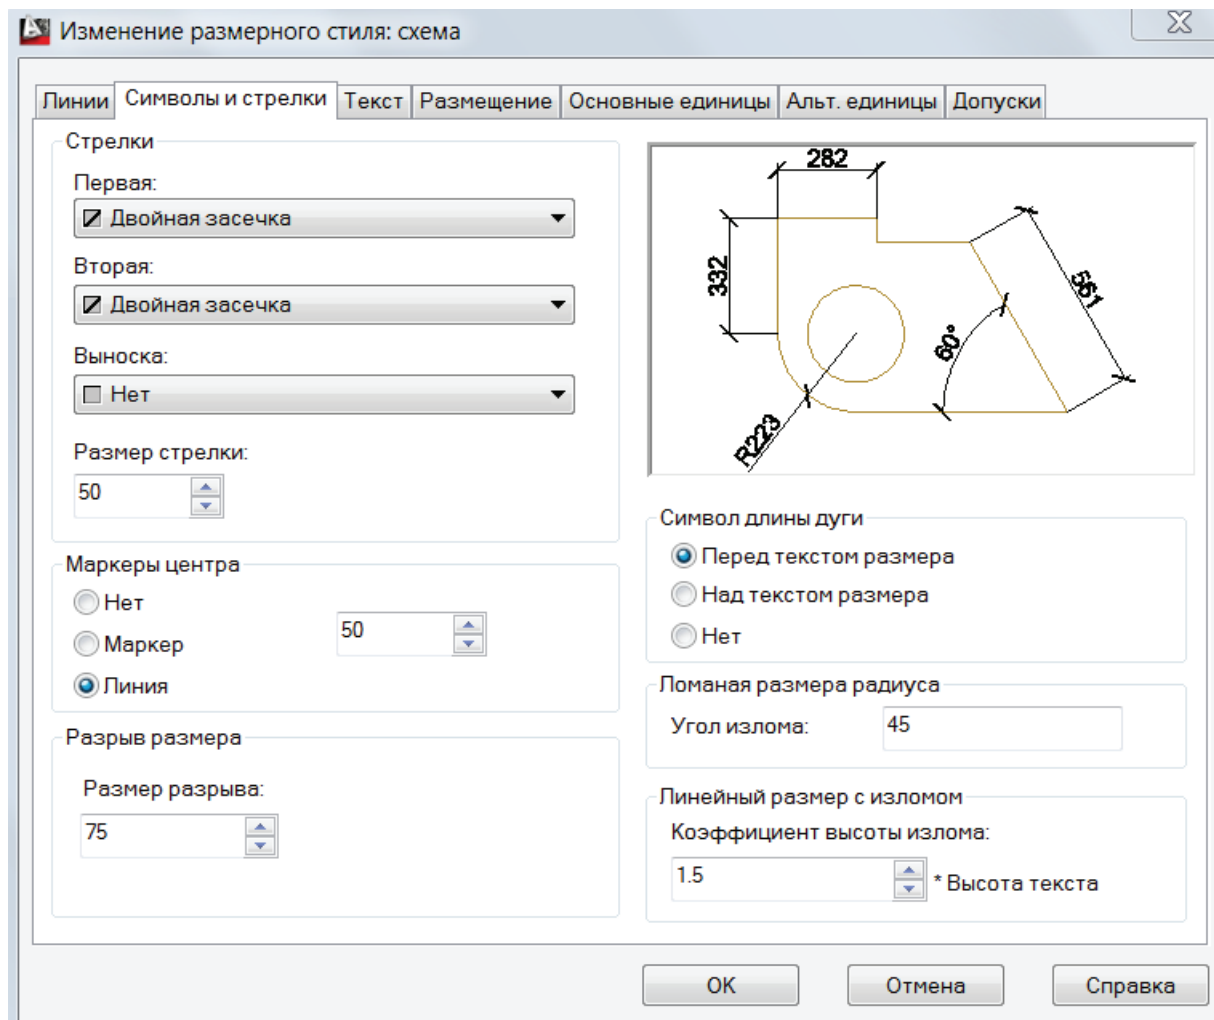 Изменение размерного стиля: схема
Линии Символы и стрелки Текст Размещение Основные единицы Альт. единицы Допуски
Стрелки
Первая:
Двойная засечка
Вторая:
Двойная засечка
Выноска:
Нет
Размер стрелки:
50
Маркеры центра
Нет
Маркер
50
Линия
Разрыв размера
Размер разрыва:
75
282
332
561
60°
R223
Символ длины дуги
Перед текстом размера
Над текстом размера
Нет
Ломаная размера радиуса
Угол излома: 45
Линейный размер с изломом
Коэффициент высоты излома:
1.5 * Высота текста
ОК Отмена Справка